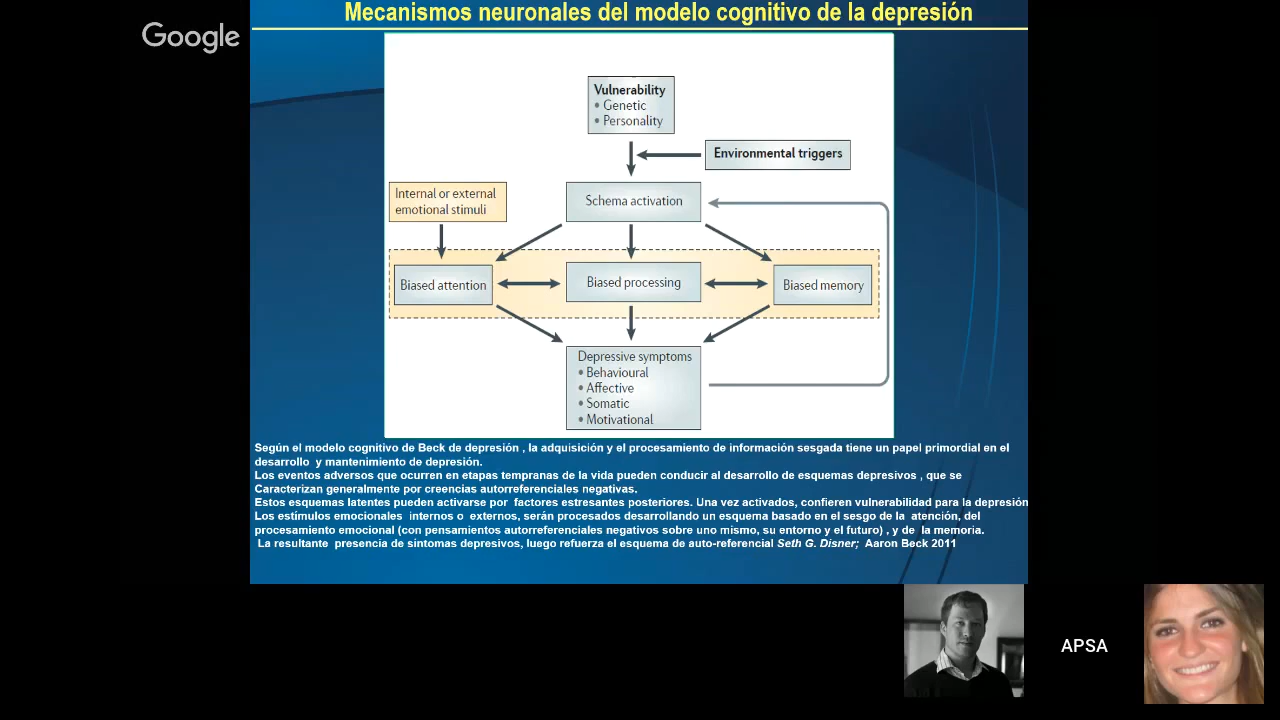 Mecanismos neuronales del modelo cognitivo de la depresión
Google
Vulnerability
• Genetic
• Personality
Environmental triggers
Internal or external
emotional stimuli
Schema activation
Biased attention
Biased processing
Biased memory
Depressive symptoms
• Behavioural
• Affective
• Somatic
• Motivational
Según el modelo cognitivo de Beck de depresión , la adquisición y el procesamiento de información sesgada tiene un papel primordial en el
desarrollo y mantenimiento de depresión.
Los eventos adversos que ocurren en etapas tempranas de la vida pueden conducir al desarrollo de esquemas depresivos , que se
Caracterizan generalmente por creencias autorreferenciales negativas.
Estos esquemas latentes pueden activarse por factores estresantes posteriores. Una vez activados, confieren vulnerabilidad para la depresión
Los estímulos emocionales internos o externos, serán procesados desarrollando un esquema basado en el sesgo de la atención, del
procesamiento emocional (con pensamientos autorreferenciales negativos sobre uno mismo, su entorno y el futuro) , y de la memoria.
La resultante presencia de síntomas depresivos, luego refuerza el esquema de auto-referencial Seth G. Disner; Aaron Beck 2011
APSA